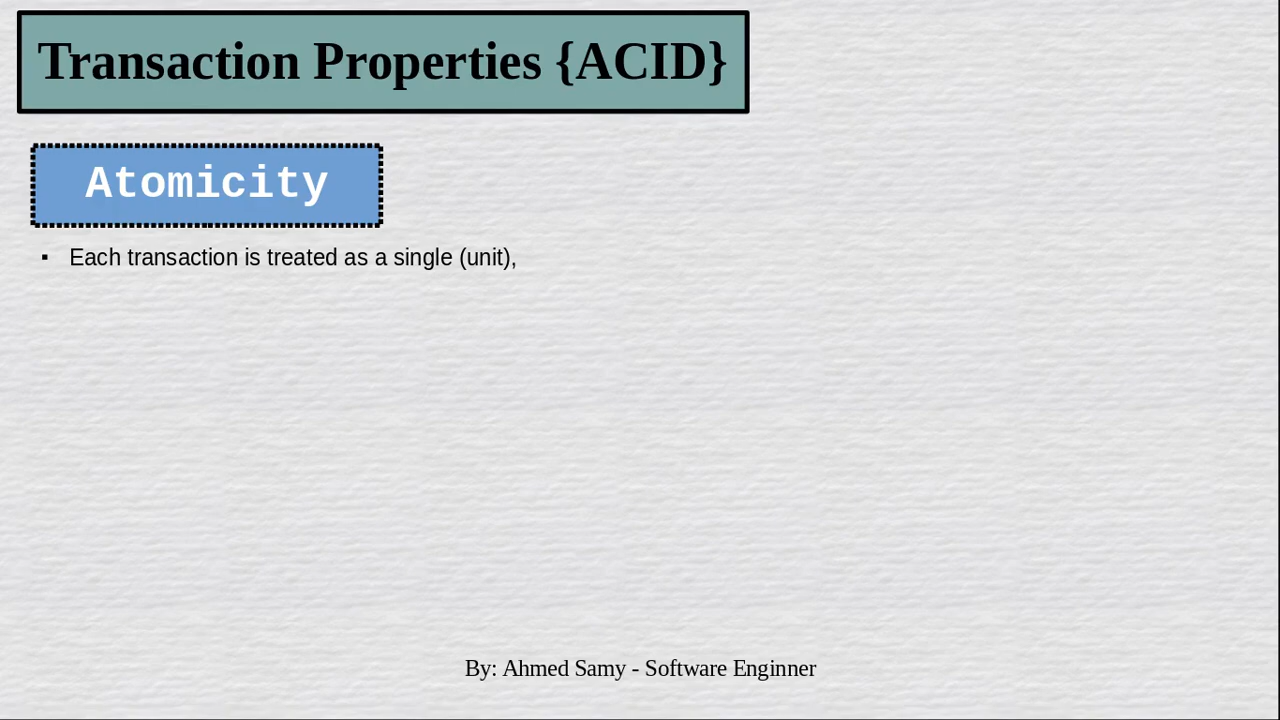 Transaction Properties {ACID}
Atomicity
▪ Each transaction is treated as a single (unit),
By: Ahmed Samy - Software Enginner